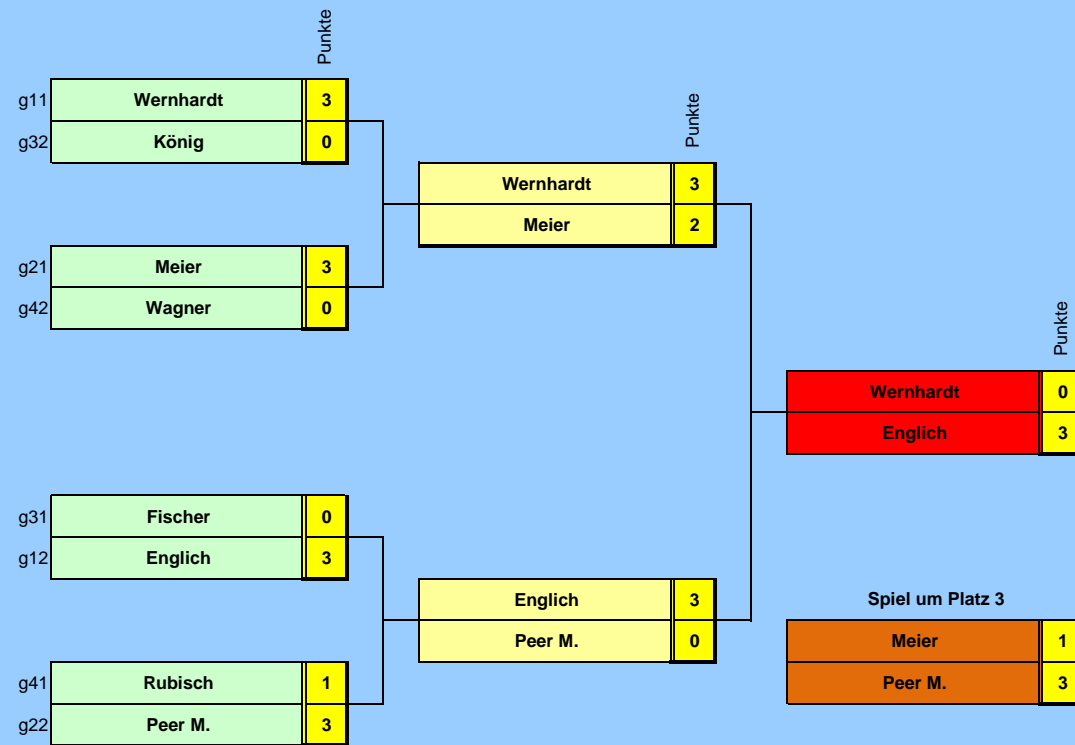 Punkte
g11 Wernhardt 3
g32 König 0
g21 Meier 3
g42 Wagner 0
g31 Fischer 0
g12 Englich 3
g41 Rubisch 1
g22 Peer M. 3
Punkte
Wernhardt 3
Meier 2
Englich 3
Peer M. 0
Punkte
Wernhardt 0
Englich 3
Spiel um Platz 3
Meier 1
Peer M. 3